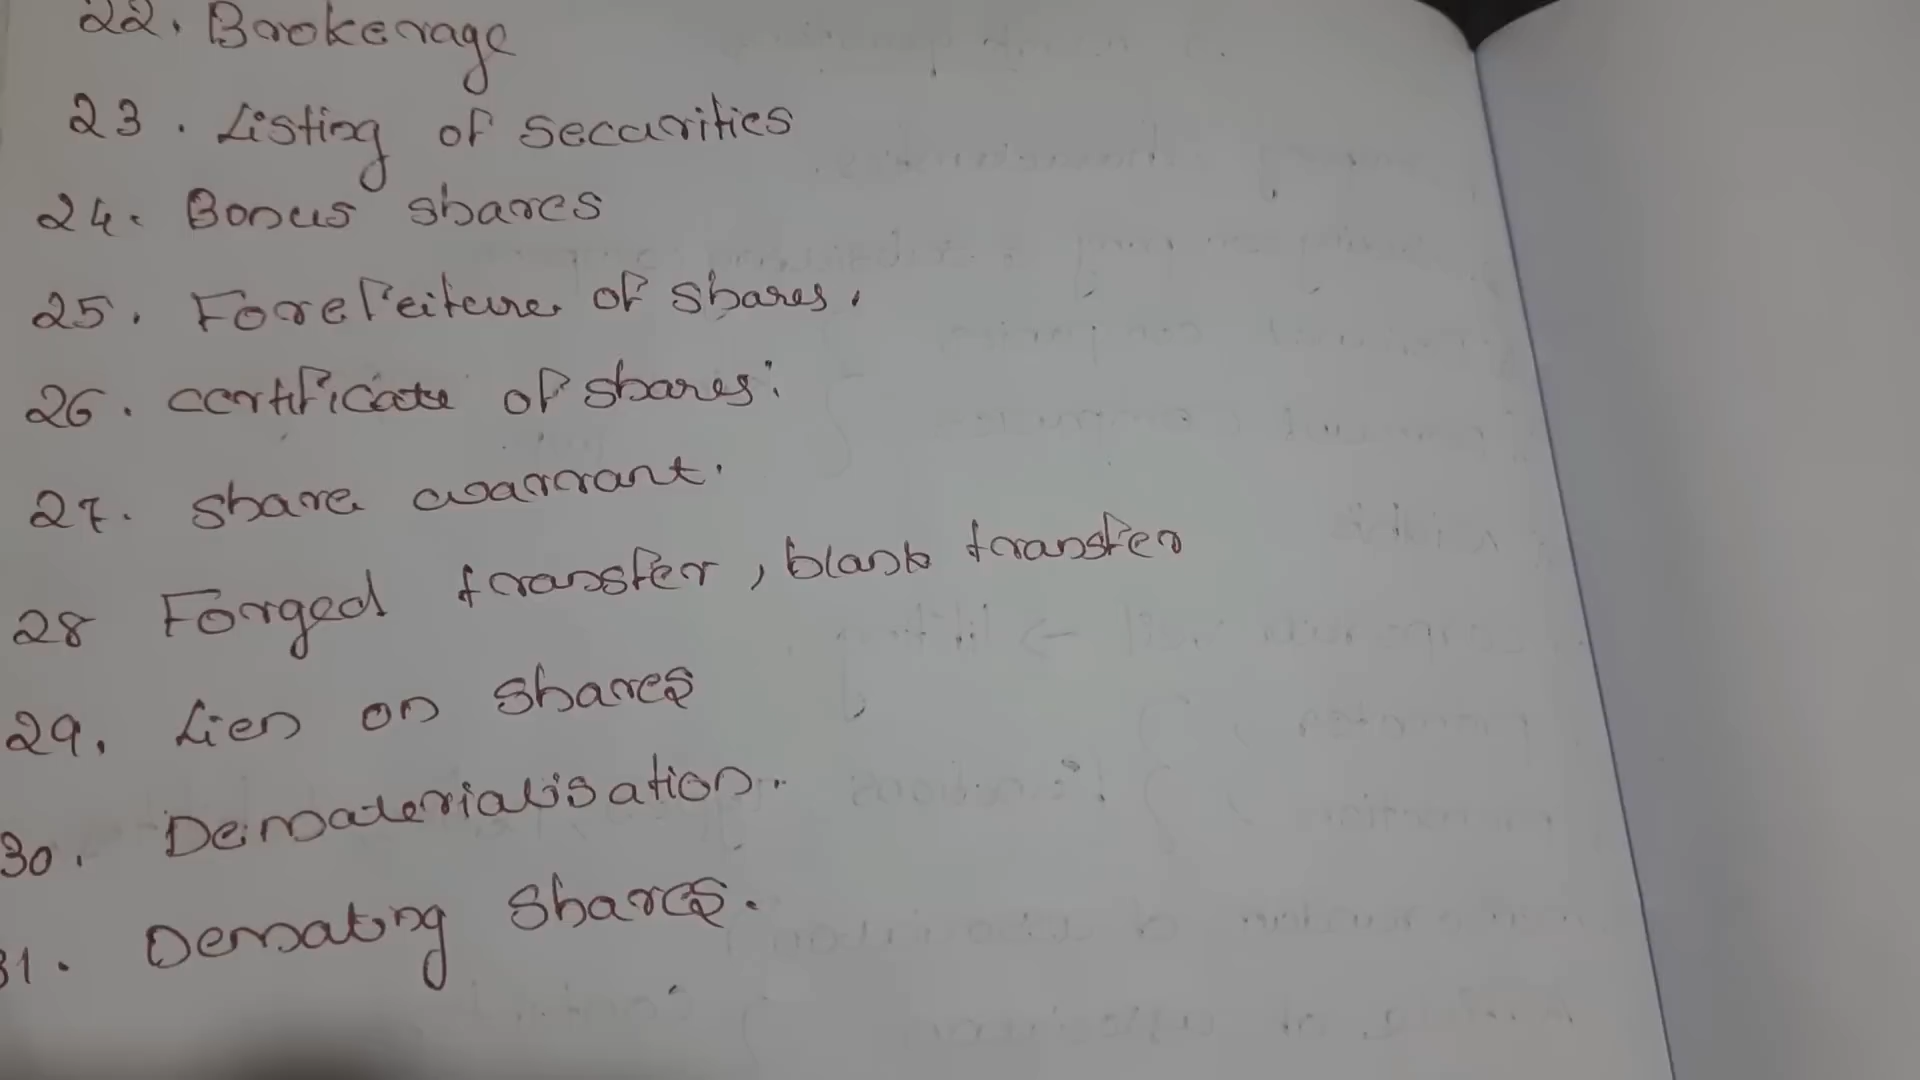 22. Brokerage
23. Listing of securities
24. Bonus shares
25. Forefeiture of shares.
26. certificate of shares.
27. share warrant.
28 Forged transfer, blank transfer
29. Lien on shares
30. Dematerialisation.
31. Demating shares.